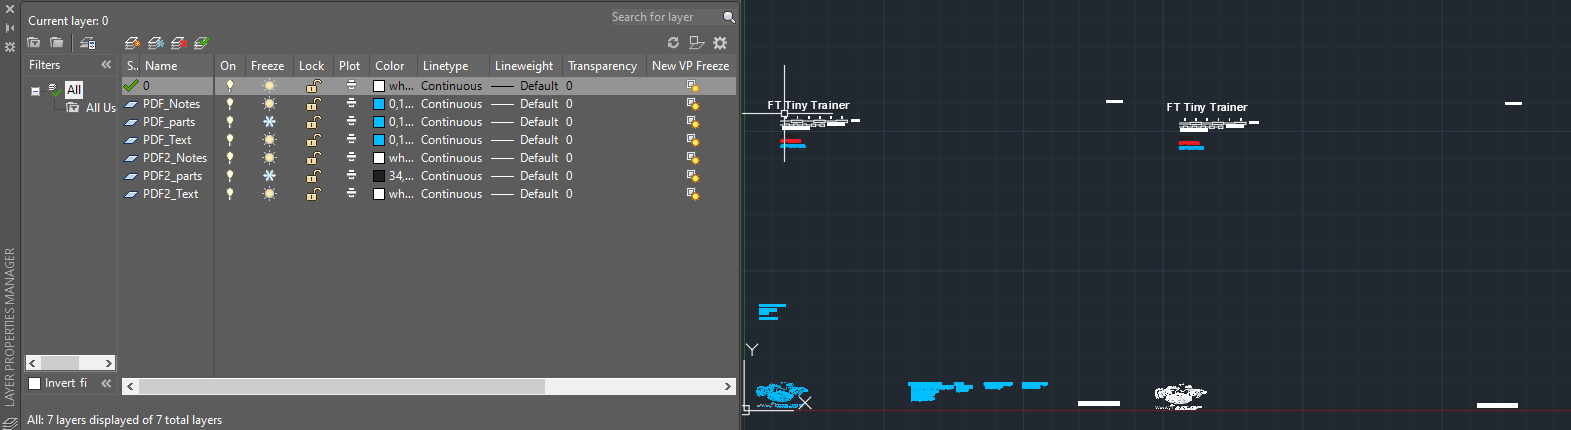 Current layer: 0
Search for layer
Filters
S.. Name On Freeze Lock Plot Color Linetype Lineweight Transparency New VP Freeze
All
All Us
0 wh... Continuous Default 0
PDF_Notes 0,1... Continuous Default 0
PDF_parts 0,1... Continuous Default 0
PDF_Text 0,1... Continuous Default 0
PDF2_Notes wh... Continuous Default 0
PDF2_parts 34,... Continuous Default 0
PDF2_Text wh... Continuous Default 0
Invert fi
All: 7 layers displayed of 7 total layers
LAYER PROPERTIES MANAGER
FT Tiny Trainer
FT Tiny Trainer
Y
X